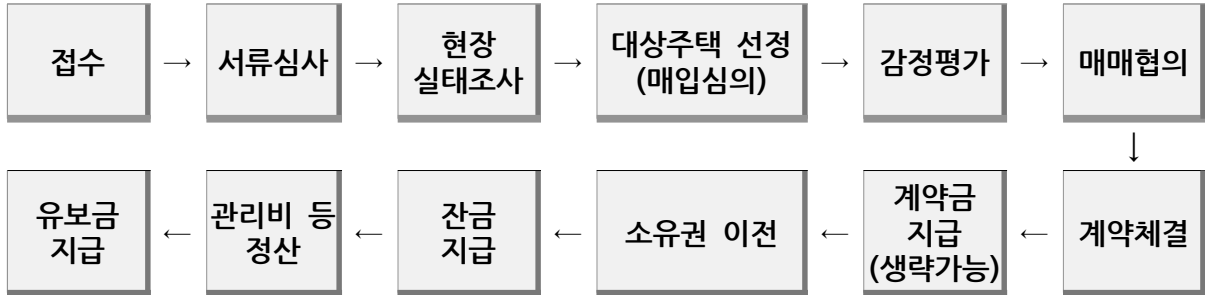 접수
→
서류심사
→
현장
실태조사
→
대상주택 선정
(매입심의)
→
감정평가
→
매매협의
↓
계약체결
←
계약금
지급
(생략가능)
←
소유권 이전
←
잔금
지급
←
관리비 등
정산
←
유보금
지급